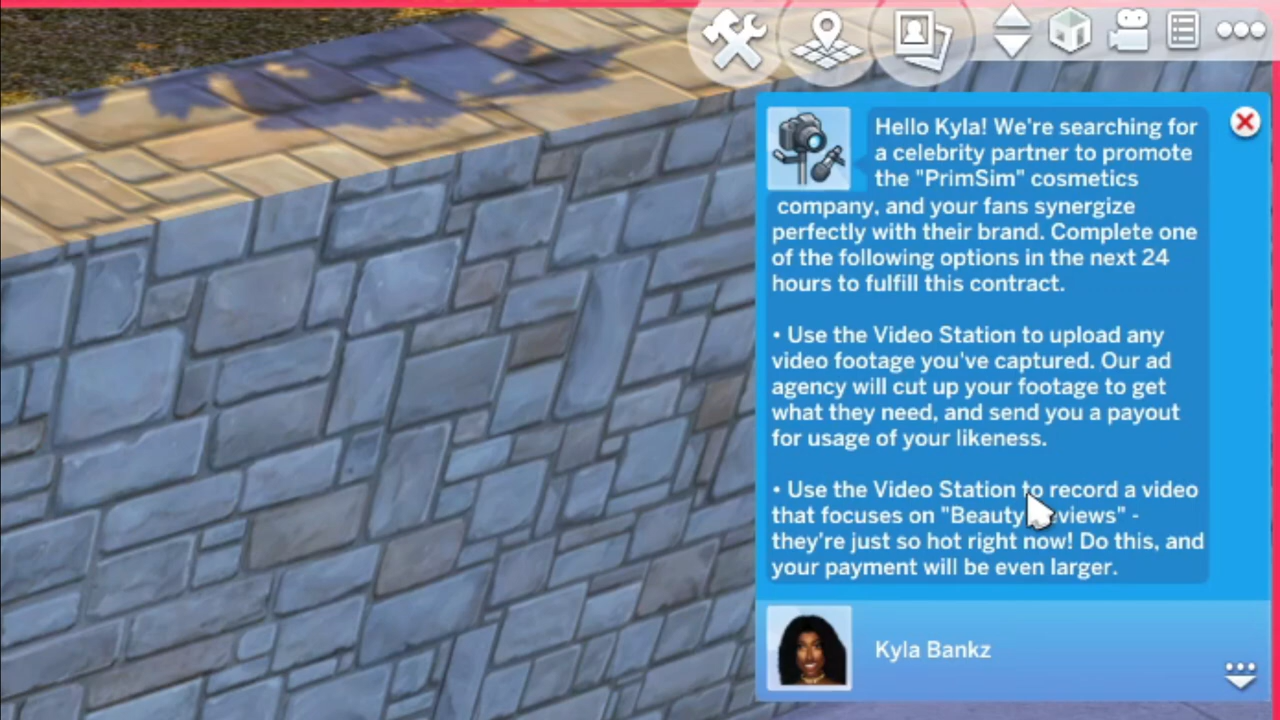 Hello Kyla! We're searching for
a celebrity partner to promote
the "PrimSim" cosmetics
company, and your fans synergize
perfectly with their brand. Complete one
of the following options in the next 24
hours to fulfill this contract.
• Use the Video Station to upload any
video footage you've captured. Our ad
agency will cut up your footage to get
what they need, and send you a payout
for usage of your likeness.
• Use the Video Station to record a video
that focuses on "Beauty Reviews" -
they're just so hot right now! Do this, and
your payment will be even larger.
Kyla Bankz